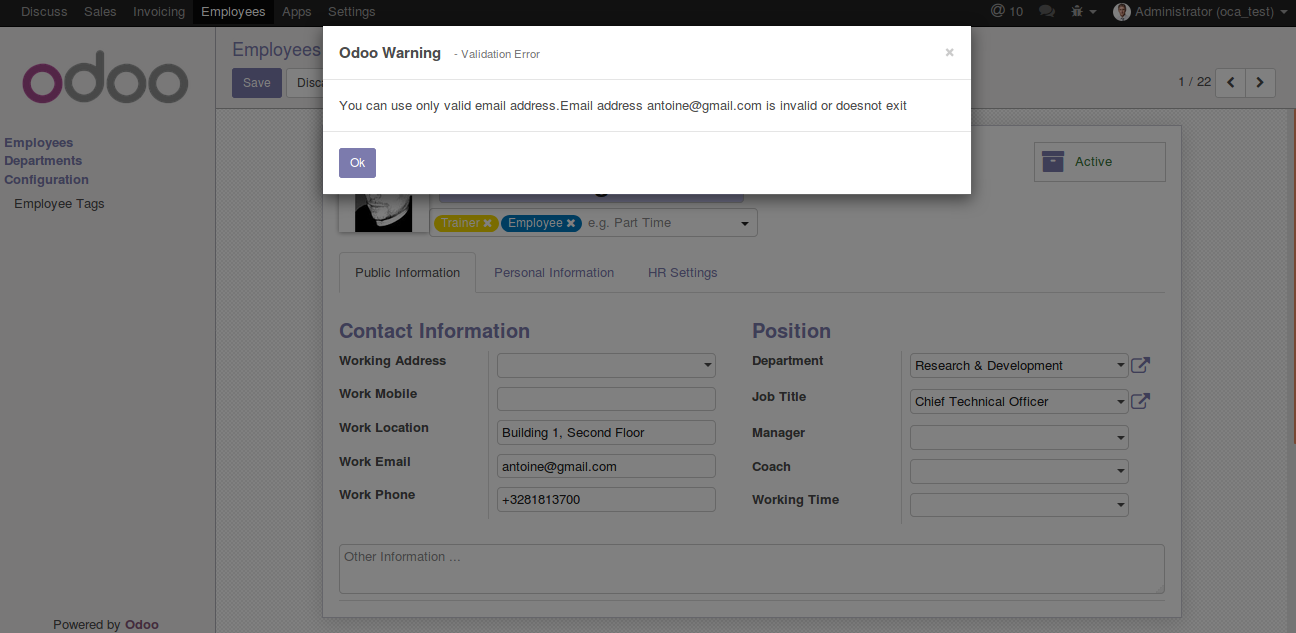 Discuss Sales Invoicing Employees Apps Settings @ 10 Administrator (oca_test)
odoo
Employees
Save Disc
1 / 22
Odoo Warning - Validation Error ×
You can use only valid email address.Email address antoine@gmail.com is invalid or doesnot exit
Ok
Employees
Departments
Configuration
Employee Tags
Active
Trainer × Employee × e.g. Part Time
Public Information Personal Information HR Settings
Contact Information
Working Address
Work Mobile
Work Location Building 1, Second Floor
Work Email antoine@gmail.com
Work Phone +3281813700
Position
Department Research & Development
Job Title Chief Technical Officer
Manager
Coach
Working Time
Other Information ...
Powered by Odoo